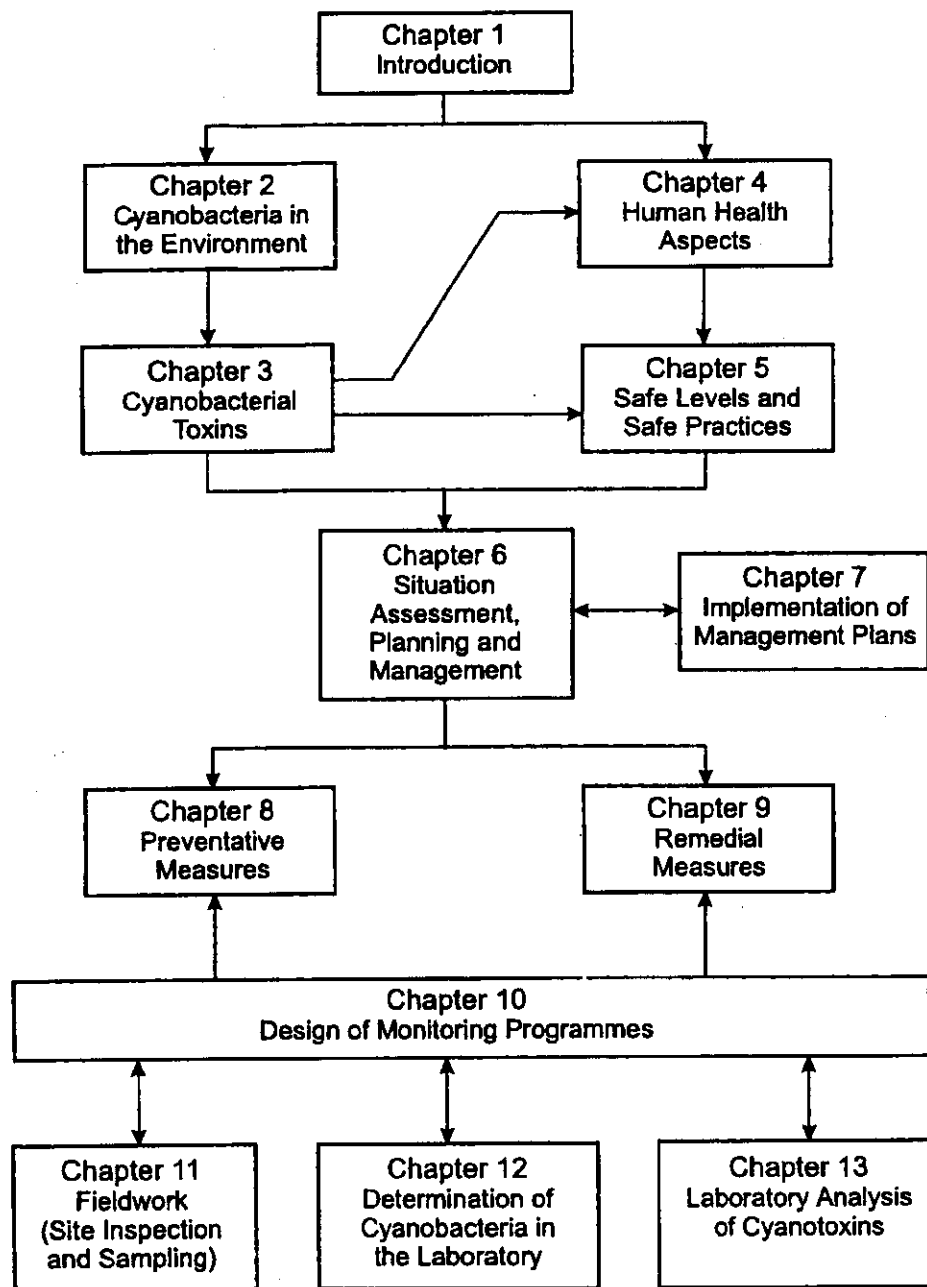 Chapter 1
Introduction
Chapter 2
Cyanobacteria in
the Environment
Chapter 4
Human Health
Aspects
Chapter 3
Cyanobacterial
Toxins
Chapter 5
Safe Levels and
Safe Practices
Chapter 6
Situation
Assessment,
Planning and
Management
Chapter 7
Implementation of
Management Plans
Chapter 8
Preventative
Measures
Chapter 9
Remedial
Measures
Chapter 10
Design of Monitoring Programmes
Chapter 11
Fieldwork
(Site Inspection
and Sampling)
Chapter 12
Determination of
Cyanobacteria in
the Laboratory
Chapter 13
Laboratory Analysis
of Cyanotoxins